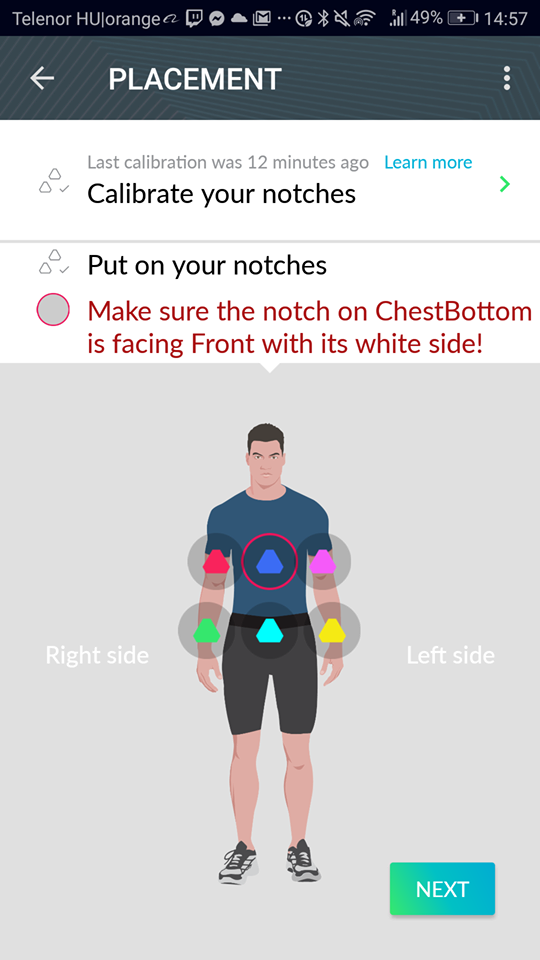 Telenor HU|orange 49% 14:57
PLACEMENT
Last calibration was 12 minutes ago Learn more
Calibrate your notches
Put on your notches
Make sure the notch on ChestBottom
is facing Front with its white side!
Right side Left side
NEXT